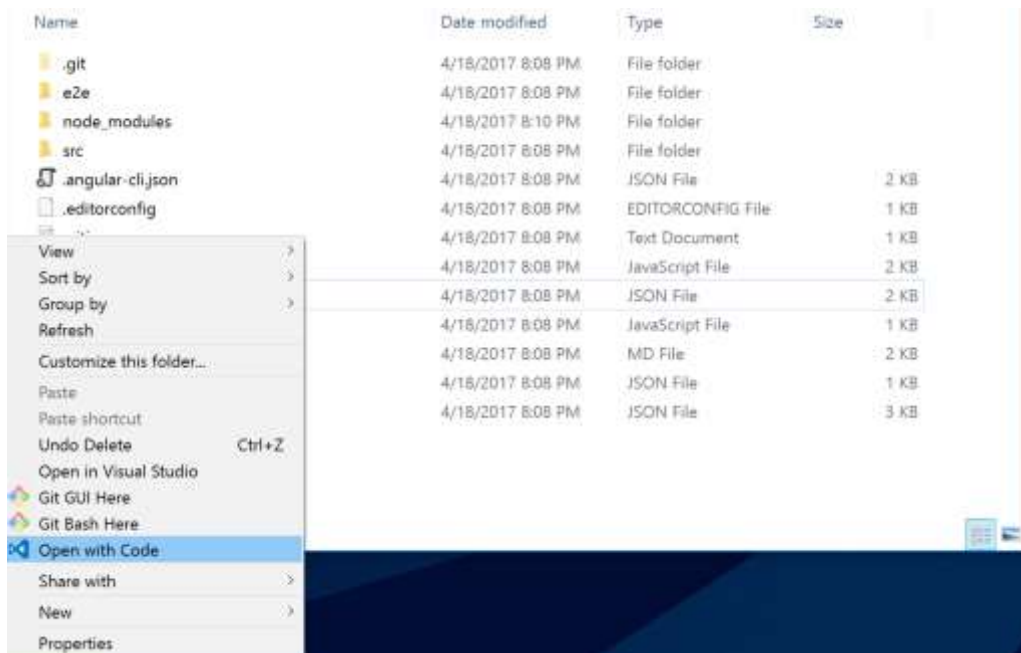 Name Date modified Type Size
.git 4/18/2017 8:08 PM File folder
e2e 4/18/2017 8:08 PM File folder
node_modules 4/18/2017 8:10 PM File folder
src 4/18/2017 8:08 PM File folder
.angular-cli.json 4/18/2017 8:08 PM JSON File 2 KB
.editorconfig 4/18/2017 8:08 PM EDITORCONFIG File 1 KB
4/18/2017 8:08 PM Text Document 1 KB
4/18/2017 8:08 PM JavaScript File 2 KB
4/18/2017 8:08 PM JSON File 2 KB
4/18/2017 8:08 PM JavaScript File 1 KB
4/18/2017 8:08 PM MD File 2 KB
4/18/2017 8:08 PM JSON File 1 KB
4/18/2017 8:08 PM JSON File 3 KB
View
Sort by
Group by
Refresh
Customize this folder...
Paste
Paste shortcut
Undo Delete Ctrl+Z
Open in Visual Studio
Git GUI Here
Git Bash Here
Open with Code
Share with
New
Properties